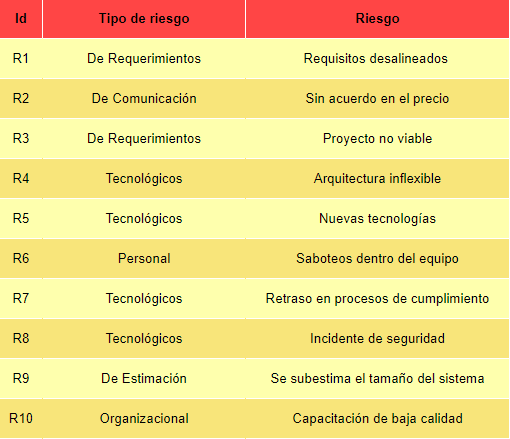 Id Tipo de riesgo Riesgo
R1 De Requerimientos Requisitos desalineados
R2 De Comunicación Sin acuerdo en el precio
R3 De Requerimientos Proyecto no viable
R4 Tecnológicos Arquitectura inflexible
R5 Tecnológicos Nuevas tecnologías
R6 Personal Saboteos dentro del equipo
R7 Tecnológicos Retraso en procesos de cumplimiento
R8 Tecnológicos Incidente de seguridad
R9 De Estimación Se subestima el tamaño del sistema
R10 Organizacional Capacitación de baja calidad